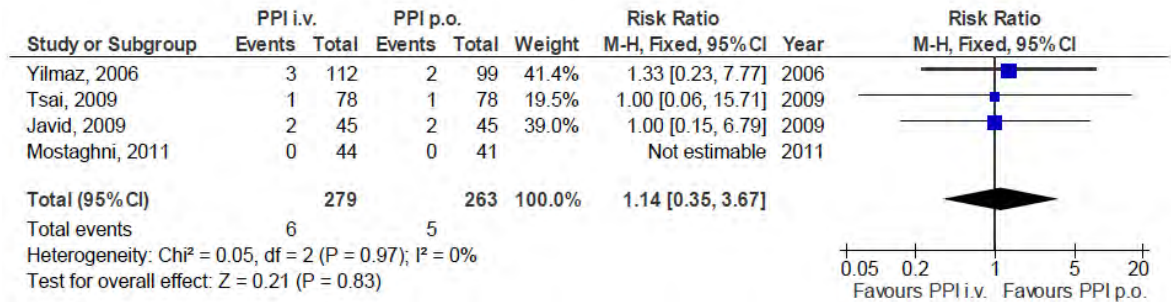 PPI i.v. PPI p.o. Risk Ratio Risk Ratio
Study or Subgroup Events Total Events Total Weight M-H, Fixed, 95% CI Year M-H, Fixed, 95% CI
Yilmaz, 2006 3 112 2 99 41.4% 1.33 [0.23, 7.77] 2006
Tsai, 2009 1 78 1 78 19.5% 1.00 [0.06, 15.71] 2009
Javid, 2009 2 45 2 45 39.0% 1.00 [0.15, 6.79] 2009
Mostaghni, 2011 0 44 0 41 Not estimable 2011
Total (95% CI) 279 263 100.0% 1.14 [0.35, 3.67]
Total events 6 5
Heterogeneity: Chi² = 0.05, df = 2 (P = 0.97); I² = 0%
Test for overall effect: Z = 0.21 (P = 0.83)
0.05 0.2 1 5 20
Favours PPI i.v. Favours PPI p.o.